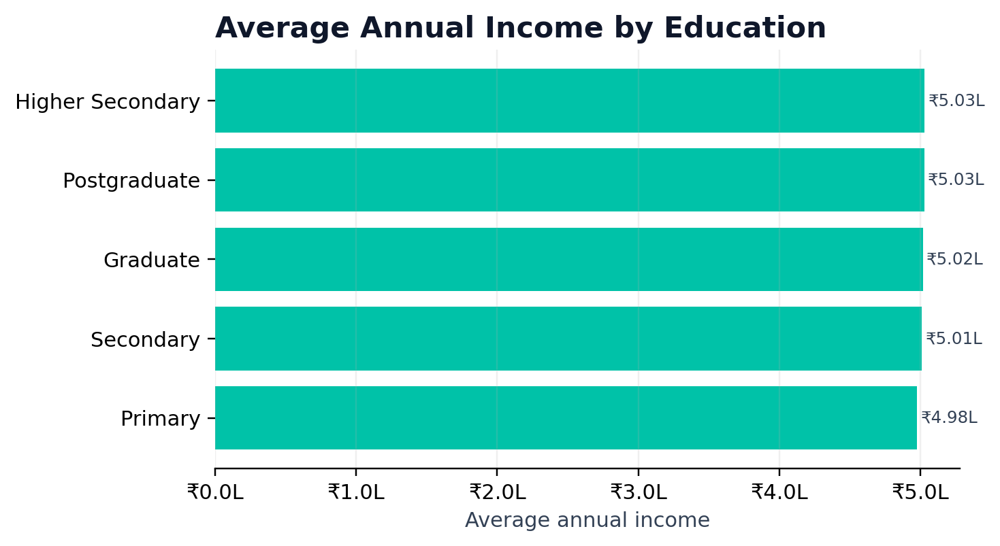 Average Annual Income by Education
Higher Secondary ₹5.03L
Postgraduate ₹5.03L
Graduate ₹5.02L
Secondary ₹5.01L
Primary ₹4.98L
₹0.0L ₹1.0L ₹2.0L ₹3.0L ₹4.0L ₹5.0L
Average annual income